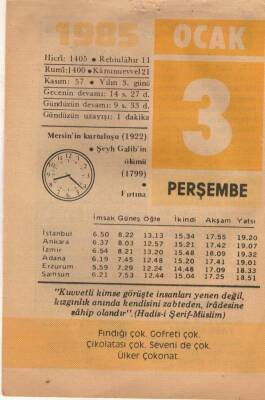 1985
OCAK
3
PERŞEMBE
Hicrî: 1405 • Rebiulâhır 11
Rumî: 1400 • Kânunuevvel 21
Kasım: 57 • Yılın 3. günü
Gecenin devamı: 14 s. 27 d.
Gündüzün devamı: 9 s. 33 d.
Gündüzün uzayışı: 1 dakika
Mersin'in kurtuluşu (1922)
• Şeyh Galib'in
ölümü
(1799)
•
Fırtına
İmsak Güneş Öğle İkindi Akşam Yatsı
İstanbul 6.50 8.22 13.13 15.34 17.55 19.20
Ankara 6.37 8.03 12.57 15.21 17.42 19.07
İzmir 6.54 8.21 13.20 15.48 18.09 19.32
Adana 6.19 7.45 12.48 15.20 17.41 19.01
Erzurum 5.59 7.29 12.24 14.48 17.09 18.33
Samsun 6.21 7.53 12.44 15.04 17.25 18.51
"Kuvvetli kimse görüşte insanları yenen değil,
kızgınlık anında kendisini zabteden, irâdesine
sâhip olandır". (Hadis-i Şerif-Müslim)
Fındığı çok. Gofreti çok.
Çikolatası çok. Seveni de çok.
Ülker Çokonat.